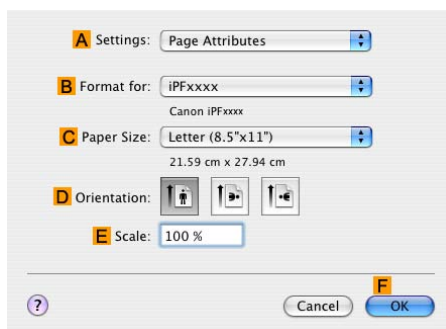 A Settings: Page Attributes
B Format for: iPFxxxx
Canon iPFxxxx
C Paper Size: Letter (8.5"x11")
21.59 cm x 27.94 cm
D Orientation:
E Scale: 100 %
F
? Cancel OK